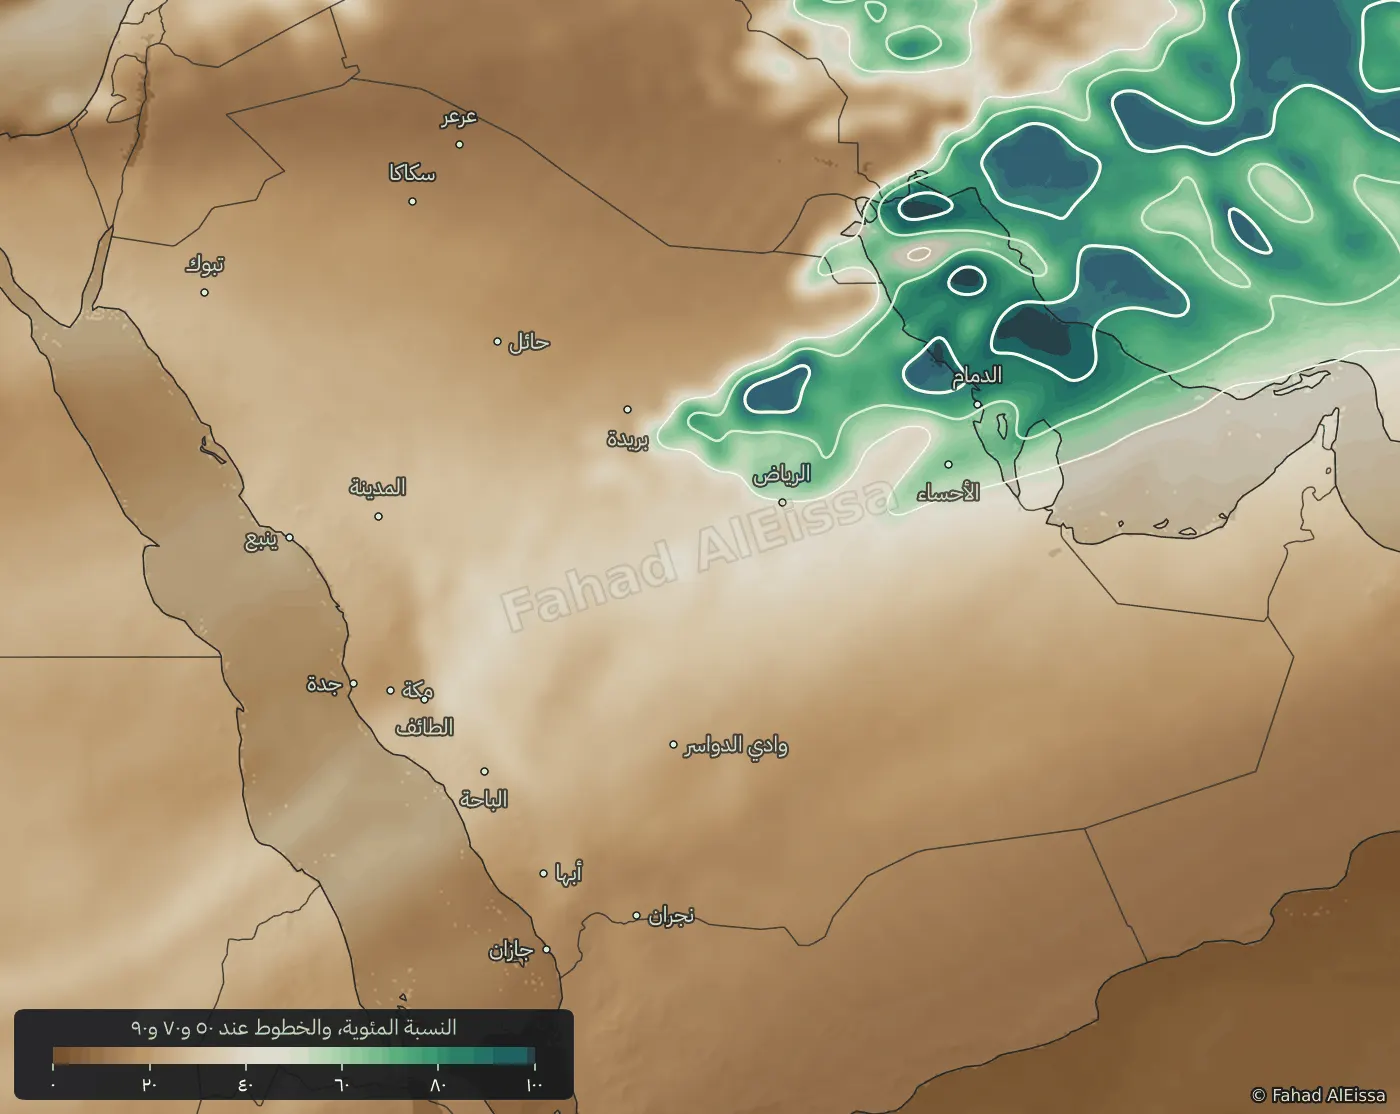 عرعر
سكاكا
تبوك
حائل
الدمام
بريدة
الرياض
الأحساء
المدينة
ينبع
Fahad AlEissa
جدة
مكة
الطائف
وادي الدواسر
الباحة
أبها
نجران
جازان
النسبة المئوية، والخطوط عند ٥٠ و٧٠ و٩٠
٠ ٢٠ ٤٠ ٦٠ ٨٠ ١٠٠
© Fahad AlEissa